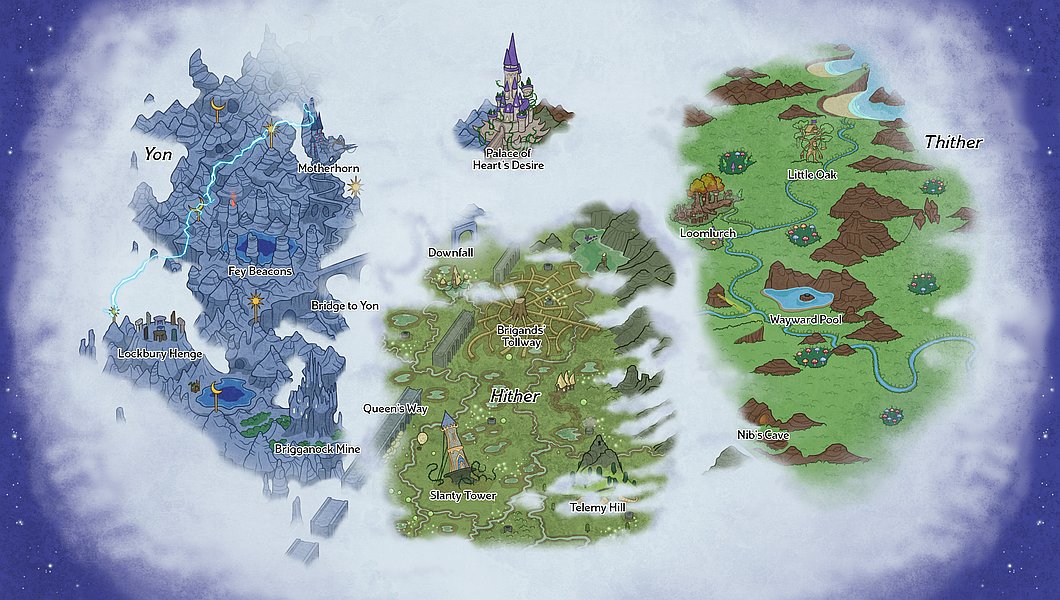 Yon
Motherhorn
Fey Beacons
Bridge to Yon
Lockbury Henge
Brigganock Mine
Palace of
Heart's Desire
Downfall
Brigands'
Tollway
Hither
Queen's Way
Slanty Tower
Telemy Hill
Thither
Little Oak
Loomlurch
Wayward Pool
Nib's Cave